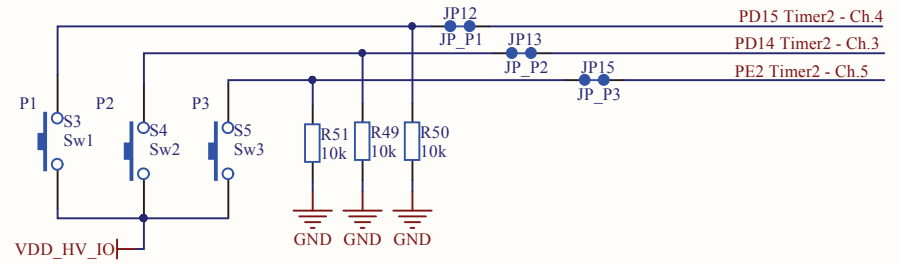 JP12
PD15 Timer2 - Ch.4
JP_P1
JP13
PD14 Timer2 - Ch.3
JP_P2
JP15
PE2 Timer2 - Ch.5
JP_P3
P1
P2
P3
S3
Sw1
S4
Sw2
S5
Sw3
R51
10k
R49
10k
R50
10k
GND
GND
GND
VDD_HV_IO